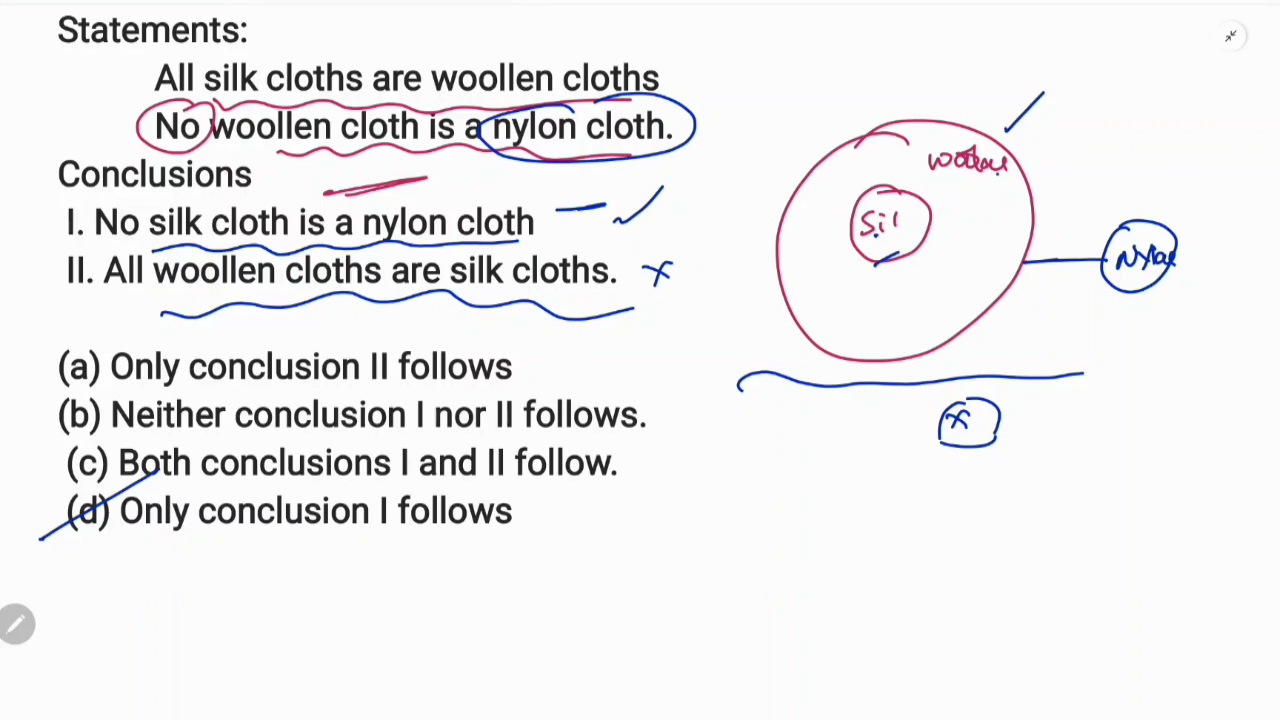 Statements:
All silk cloths are woollen cloths
No woollen cloth is a nylon cloth.
Conclusions
I. No silk cloth is a nylon cloth
II. All woollen cloths are silk cloths.
(a) Only conclusion II follows
(b) Neither conclusion I nor II follows.
(c) Both conclusions I and II follow.
(d) Only conclusion I follows
Sil